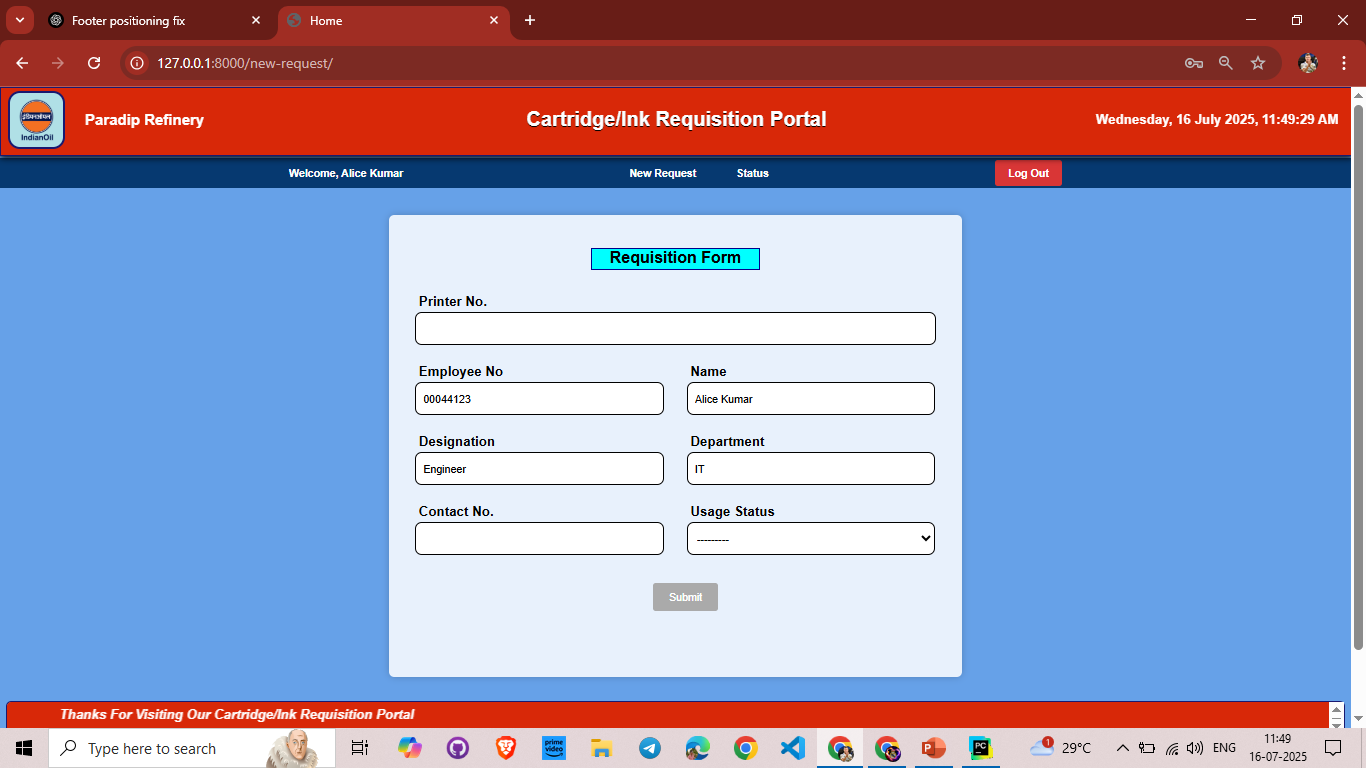 Footer positioning fix
Home
127.0.0.1:8000/new-request/
इंडियनऑयल
IndianOil
Paradip Refinery
Cartridge/Ink Requisition Portal
Wednesday, 16 July 2025, 11:49:29 AM
Welcome, Alice Kumar
New Request
Status
Log Out
Requisition Form
Printer No.
Employee No
Name
00044123
Alice Kumar
Designation
Department
Engineer
IT
Contact No.
Usage Status
---------
Submit
Thanks For Visiting Our Cartridge/Ink Requisition Portal
Type here to search
prime video
PC
1
29°C
ENG
11:49
16-07-2025